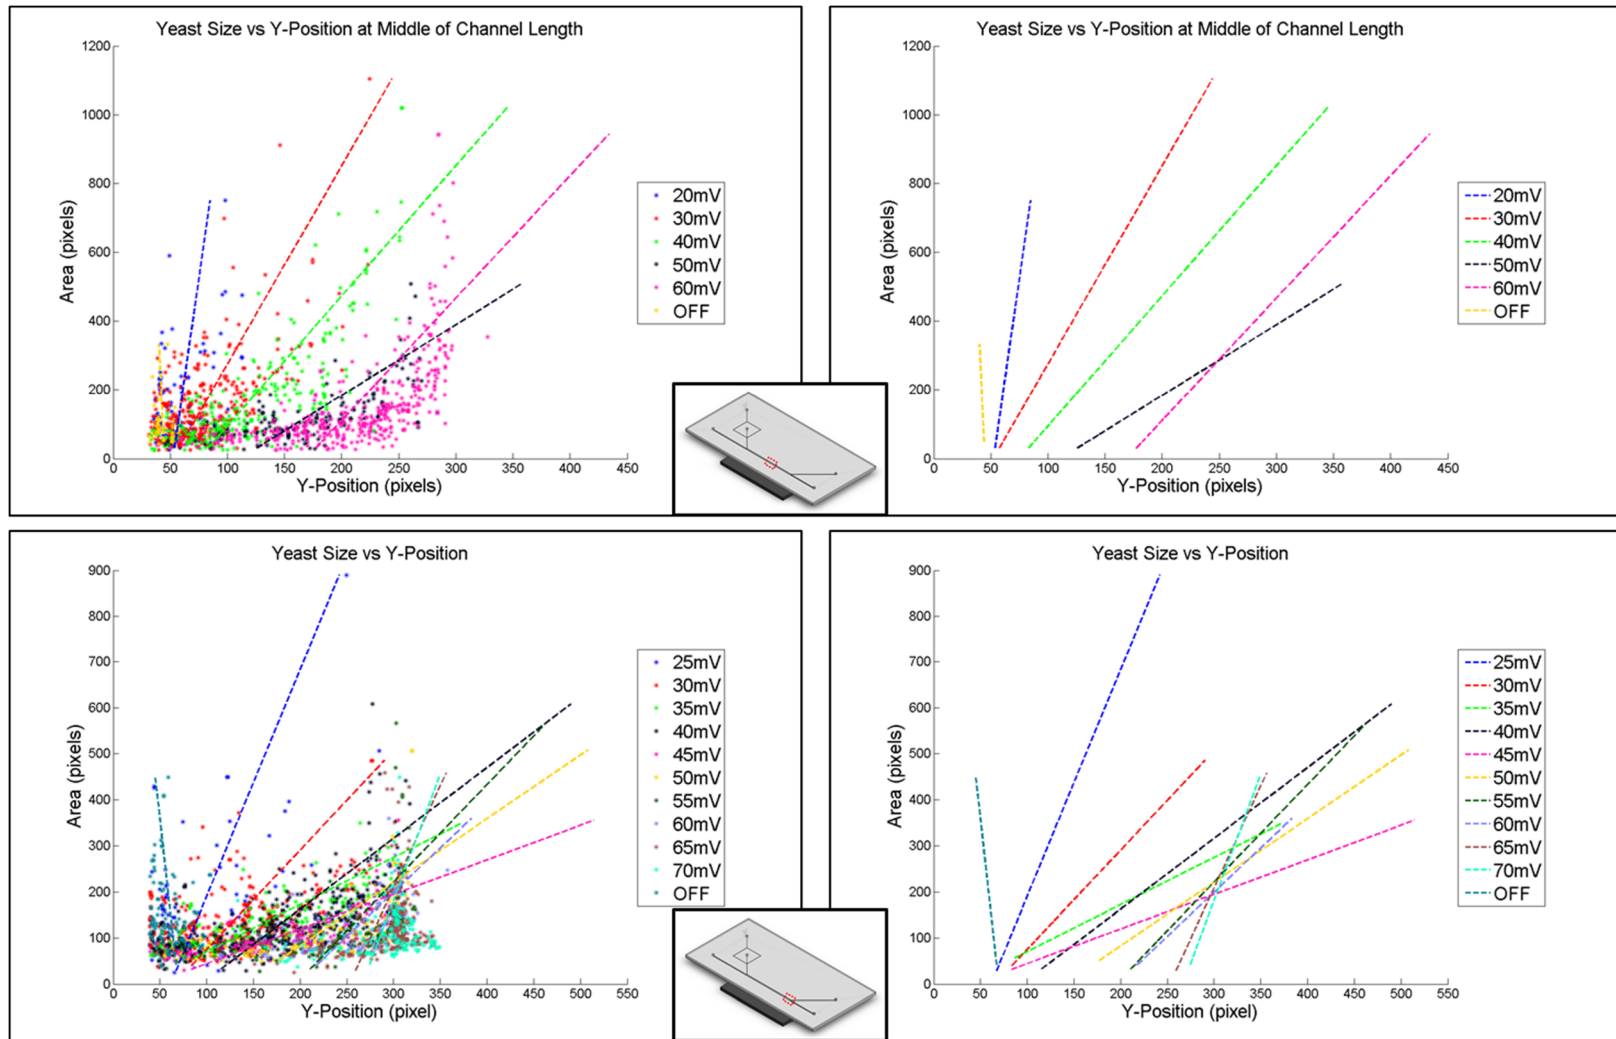 Yeast Size vs Y-Position at Middle of Channel Length
1200
1000
800
600
400
200
0
Area (pixels)
0 50 100 150 200 250 300 350 400 450
Y-Position (pixels)
20mV
30mV
40mV
50mV
60mV
OFF
Yeast Size vs Y-Position at Middle of Channel Length
1200
1000
800
600
400
200
0
Area (pixels)
0 50 100 150 200 250 300 350 400 450
Y-Position (pixels)
20mV
30mV
40mV
50mV
60mV
OFF
Yeast Size vs Y-Position
900
800
700
600
500
400
300
200
100
0
Area (pixels)
0 50 100 150 200 250 300 350 400 450 500 550
Y-Position (pixel)
25mV
30mV
35mV
40mV
45mV
50mV
55mV
60mV
65mV
70mV
OFF
Yeast Size vs Y-Position
900
800
700
600
500
400
300
200
100
0
Area (pixels)
0 50 100 150 200 250 300 350 400 450 500 550
Y-Position (pixel)
25mV
30mV
35mV
40mV
45mV
50mV
55mV
60mV
65mV
70mV
OFF